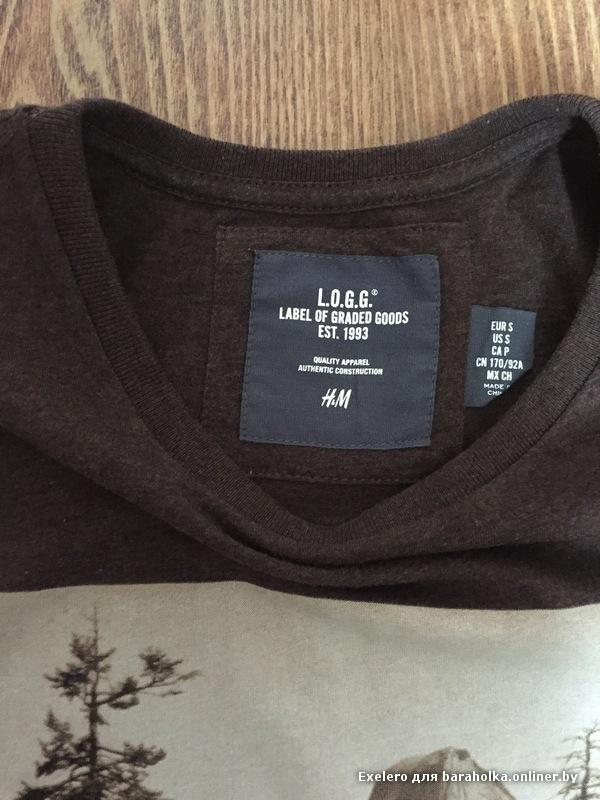 L.O.G.G.®
LABEL OF GRADED GOODS
EST. 1993
QUALITY APPAREL
AUTHENTIC CONSTRUCTION
H&M
EUR S
US S
CA P
CN 170/92A
MX CH
MADE
Exelero для baraholka.onliner.by